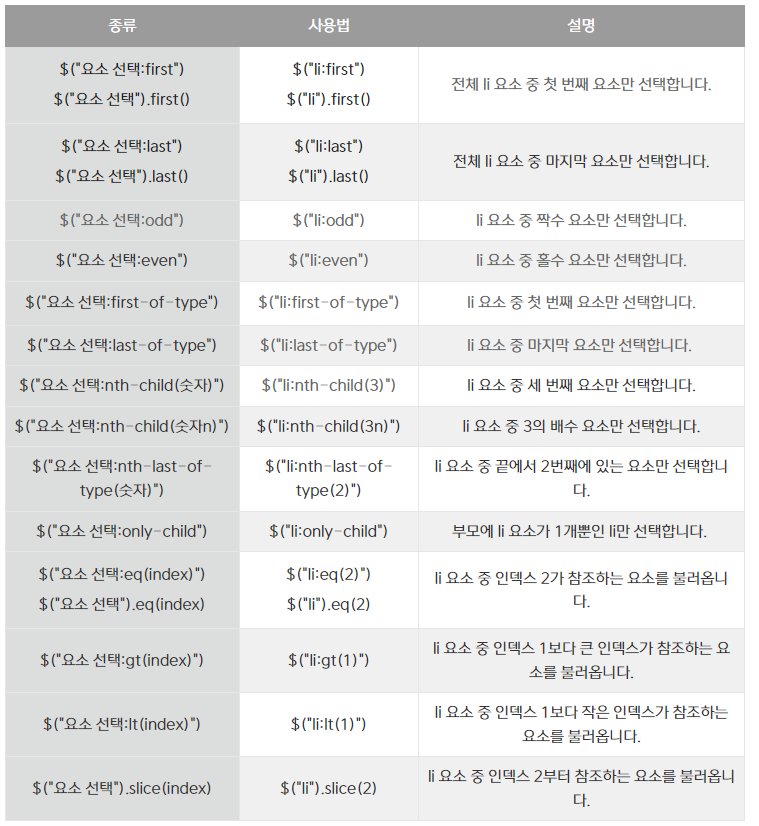 종류 사용법 설명
$("요소 선택:first") $("li:first") 전체 li 요소 중 첫 번째 요소만 선택합니다.
$("요소 선택").first() $("li").first()
$("요소 선택:last") $("li:last") 전체 li 요소 중 마지막 요소만 선택합니다.
$("요소 선택").last() $("li").last()
$("요소 선택:odd") $("li:odd") li 요소 중 짝수 요소만 선택합니다.
$("요소 선택:even") $("li:even") li 요소 중 홀수 요소만 선택합니다.
$("요소 선택:first-of-type") $("li:first-of-type") li 요소 중 첫 번째 요소만 선택합니다.
$("요소 선택:last-of-type") $("li:last-of-type") li 요소 중 마지막 요소만 선택합니다.
$("요소 선택:nth-child(숫자)") $("li:nth-child(3)") li 요소 중 세 번째 요소만 선택합니다.
$("요소 선택:nth-child(숫자n)") $("li:nth-child(3n)") li 요소 중 3의 배수 요소만 선택합니다.
$("요소 선택:nth-last-of- $("li:nth-last-of- li 요소 중 끝에서 2번째에 있는 요소만 선택합니
type(숫자)") type(2)") 다.
$("요소 선택:only-child") $("li:only-child") 부모에 li 요소가 1개뿐인 li만 선택합니다.
$("요소 선택:eq(index)") $("li:eq(2)") li 요소 중 인덱스 2가 참조하는 요소를 불러옵니
$("요소 선택").eq(index) $("li").eq(2) 다.
$("요소 선택:gt(index)") $("li:gt(1)") li 요소 중 인덱스 1보다 큰 인덱스가 참조하는 요
소를 불러옵니다.
$("요소 선택:lt(index)") $("li:lt(1)") li 요소 중 인덱스 1보다 작은 인덱스가 참조하는
요소를 불러옵니다.
$("요소 선택").slice(index) $("li").slice(2) li 요소 중 인덱스 2부터 참조하는 요소를 불러옵니
다.